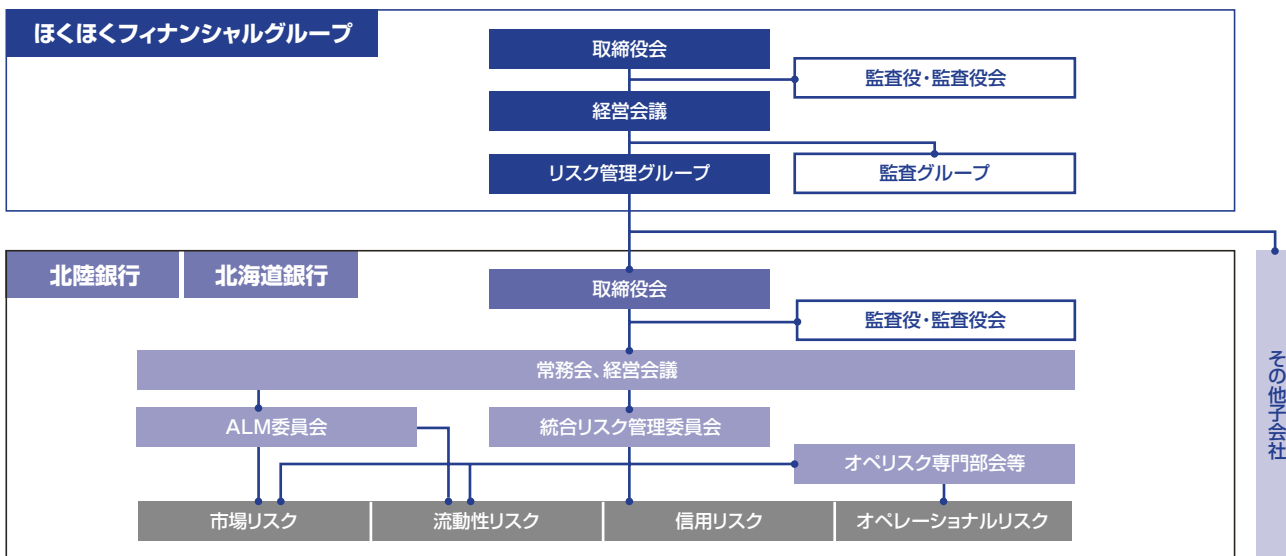 ほくほくフィナンシャルグループ
取締役会
監査役・監査役会
経営会議
リスク管理グループ
監査グループ
北陸銀行
北海道銀行
取締役会
監査役・監査役会
常務会、経営会議
ALM委員会
統合リスク管理委員会
オペリスク専門部会等
市場リスク
流動性リスク
信用リスク
オペレーショナルリスク
その他子会社